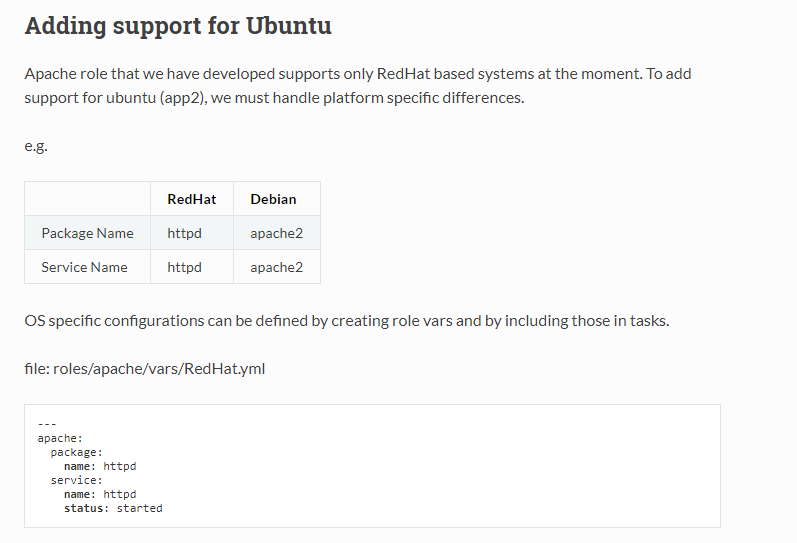 Adding support for Ubuntu
Apache role that we have developed supports only RedHat based systems at the moment. To add
support for ubuntu (app2), we must handle platform specific differences.
e.g.
RedHat Debian
Package Name httpd apache2
Service Name httpd apache2
OS specific configurations can be defined by creating role vars and by including those in tasks.
file: roles/apache/vars/RedHat.yml
---
apache:
  package:
    name: httpd
  service:
    name: httpd
    status: started